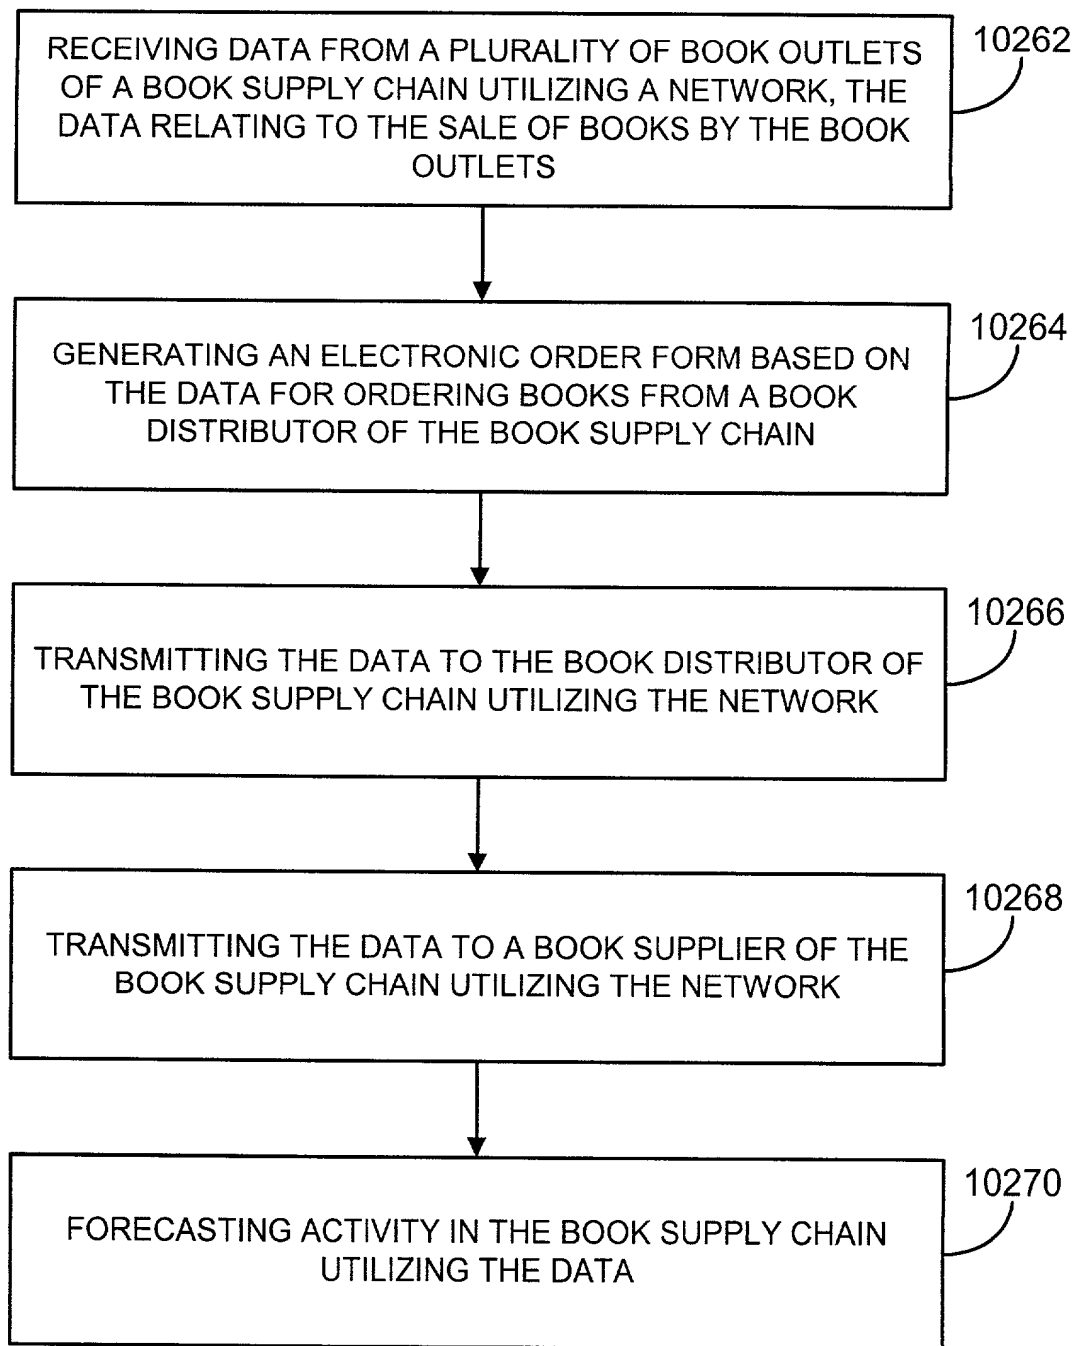 RECEIVING DATA FROM A PLURALITY OF BOOK OUTLETS
OF A BOOK SUPPLY CHAIN UTILIZING A NETWORK, THE
DATA RELATING TO THE SALE OF BOOKS BY THE BOOK
OUTLETS
10262
GENERATING AN ELECTRONIC ORDER FORM BASED ON
THE DATA FOR ORDERING BOOKS FROM A BOOK
DISTRIBUTOR OF THE BOOK SUPPLY CHAIN
10264
TRANSMITTING THE DATA TO THE BOOK DISTRIBUTOR OF
THE BOOK SUPPLY CHAIN UTILIZING THE NETWORK
10266
TRANSMITTING THE DATA TO A BOOK SUPPLIER OF THE
BOOK SUPPLY CHAIN UTILIZING THE NETWORK
10268
FORECASTING ACTIVITY IN THE BOOK SUPPLY CHAIN
UTILIZING THE DATA
10270